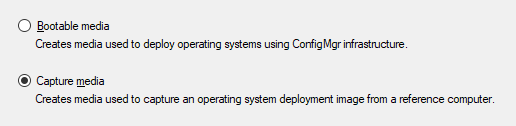 Bootable media
Creates media used to deploy operating systems using ConfigMgr infrastructure.
Capture media
Creates media used to capture an operating system deployment image from a reference computer.